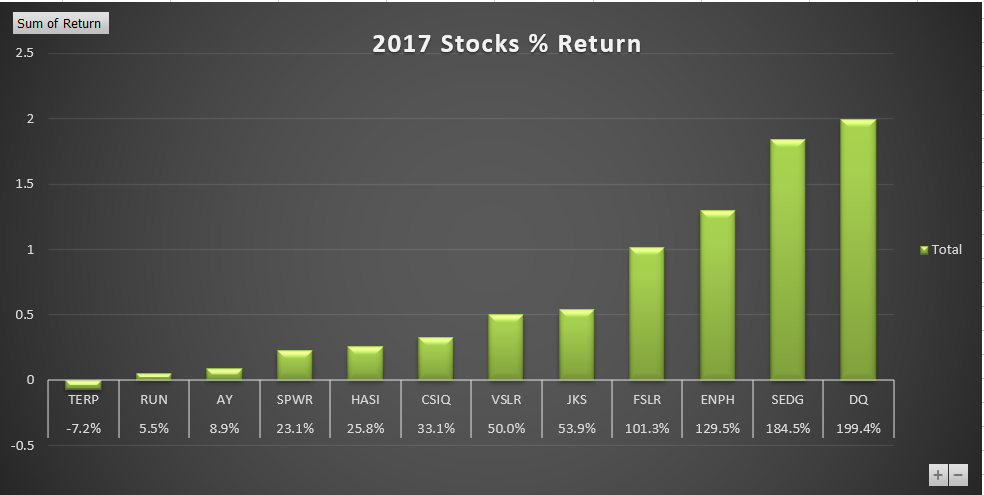 Sum of Return
2017 Stocks % Return
2.5
2
1.5
1
0.5
0
-0.5
TERP RUN AY SPWR HASI CSIQ VSLR JKS FSLR ENPH SEDG DQ
-7.2% 5.5% 8.9% 23.1% 25.8% 33.1% 50.0% 53.9% 101.3% 129.5% 184.5% 199.4%
Total
+ −